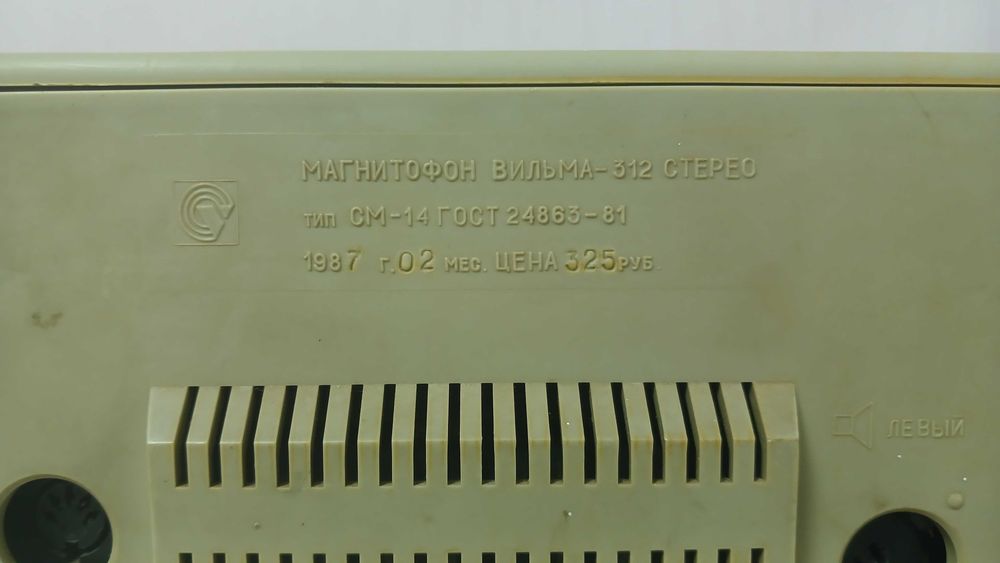 МАГНИТОФОН ВИЛЬМА-312 СТЕРЕО
ТИП СМ-14 ГОСТ 24863-81
1987 Г. 02 МЕС. ЦЕНА 325 РУБ.
ЛЕВЫЙ